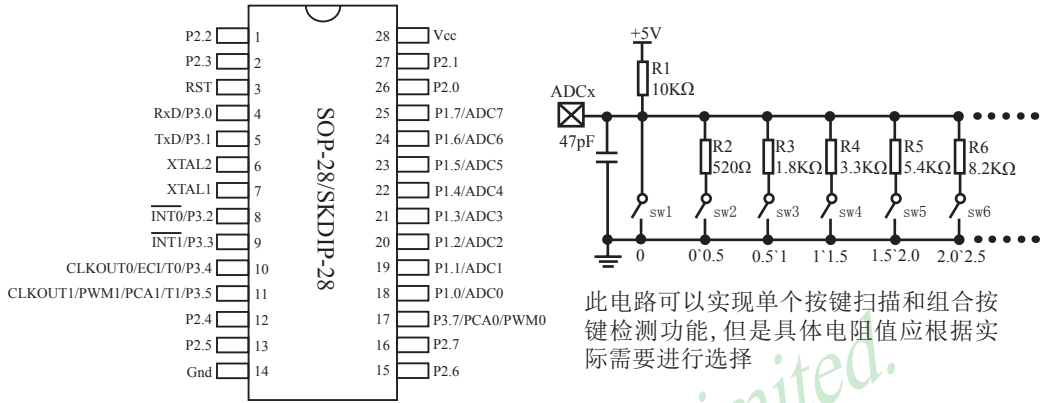 P2.2 1
P2.3 2
RST 3
RxD/P3.0 4
TxD/P3.1 5
XTAL2 6
XTAL1 7
INT0/P3.2 8
INT1/P3.3 9
CLKOUT0/ECI/T0/P3.4 10
CLKOUT1/PWM1/PCA1/T1/P3.5 11
P2.4 12
P2.5 13
Gnd 14
SOP-28/SKDIP-28
28 Vcc
27 P2.1
26 P2.0
25 P1.7/ADC7
24 P1.6/ADC6
23 P1.5/ADC5
22 P1.4/ADC4
21 P1.3/ADC3
20 P1.2/ADC2
19 P1.1/ADC1
18 P1.0/ADC0
17 P3.7/PCA0/PWM0
16 P2.7
15 P2.6
+5V
R1
10KΩ
ADCx
47pF
R2 R3 R4 R5 R6
520Ω 1.8KΩ 3.3KΩ 5.4KΩ 8.2KΩ
sw1 sw2 sw3 sw4 sw5 sw6
0 0`0.5 0.5`1 1`1.5 1.5`2.0 2.0`2.5
此电路可以实现单个按键扫描和组合按
键检测功能,但是具体电阻值应根据实
际需要进行选择
imited.